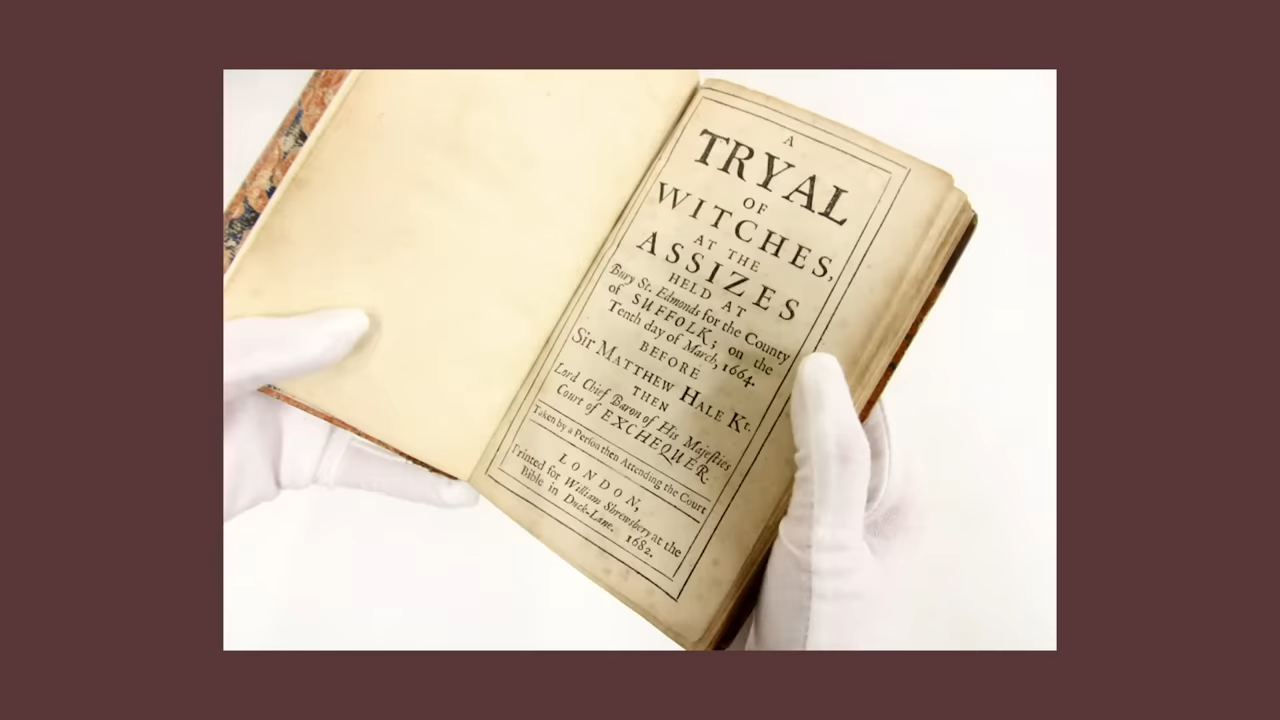 A
TRYAL
OF
WITCHES,
AT THE
ASSIZES
HELD AT
Bury St. Edmonds for the County
of SUFFOLK; on the
Tenth day of March, 1664.
BEFORE
Sir MATTHEW HALE Kt.
THEN
Lord Chief Baron of His Majesties
Court of EXCHEQUER.
Taken by a Person then Attending the Court
LONDON,
Printed for William Shrewsbery at the
Bible in Duck-Lane. 1682.